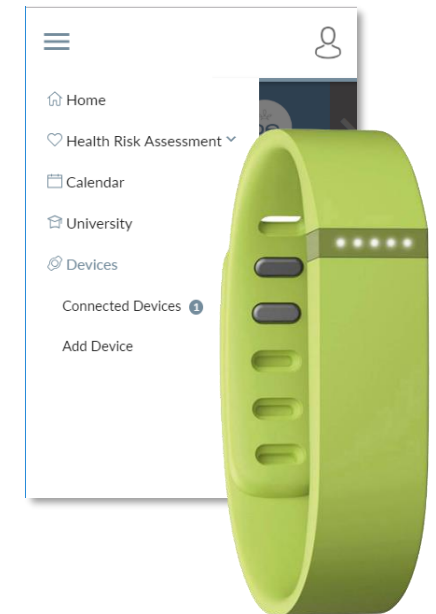 Home
Health Risk Assessment
Calendar
University
Devices
Connected Devices 1
Add Device